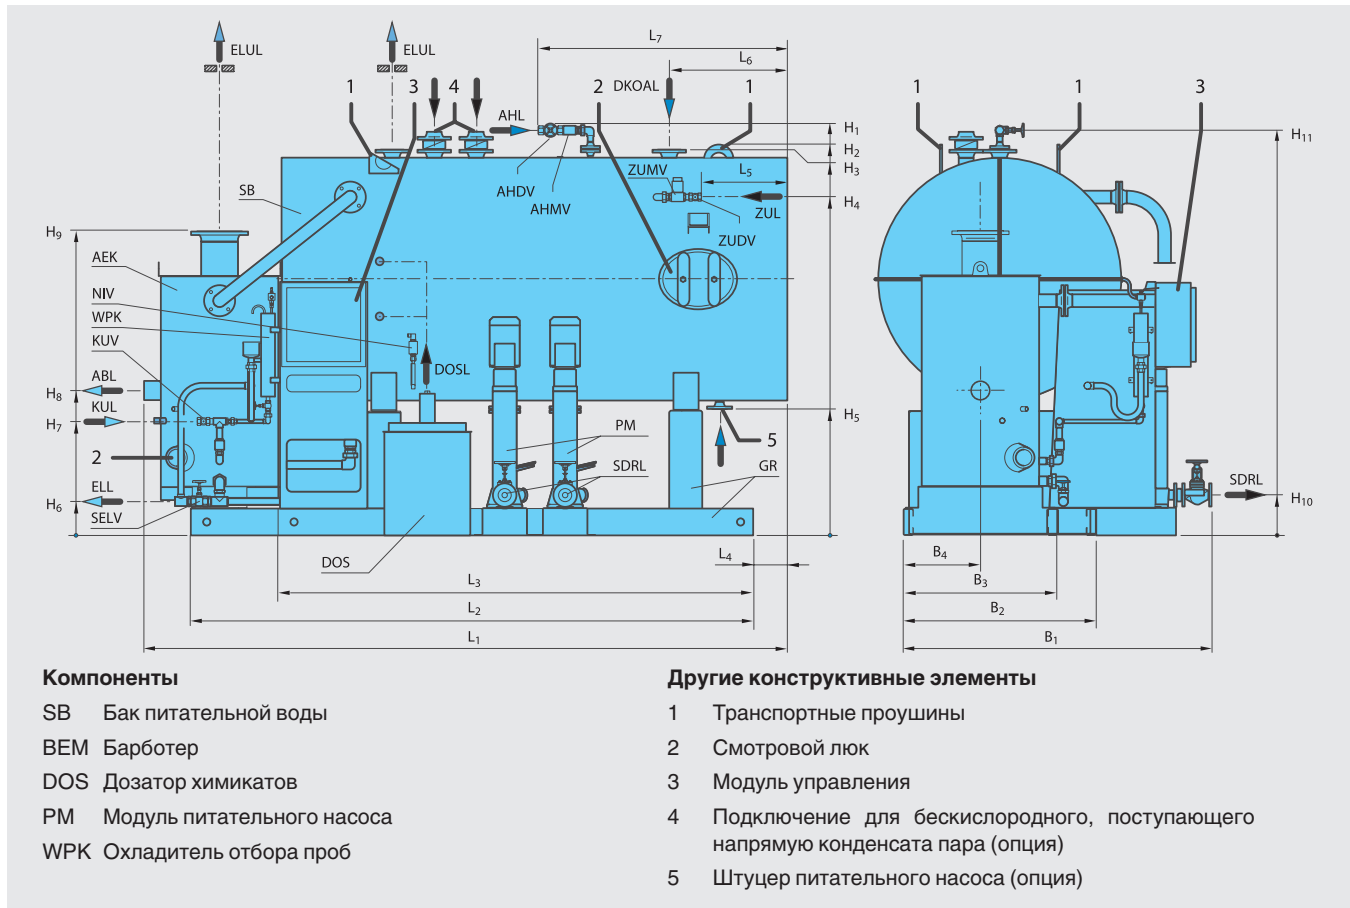 ELUL
ELUL
L7
L6
1
3
4
2
DKOAL
1
1
1
3
AHL
H1
H2
H3
H11
SB
AHDV
AHMV
ZUMV
L5
ZUL
H4
ZUDV
H9
AEK
NIV
WPK
KUV
ABL
H8
KUL
H7
DOSL
H5
2
PM
5
ELL
SDRL
GR
SDRL
H6
SELV
H10
DOS
L4
B4
L3
B3
L2
B2
L1
B1
Компоненты
SB Бак питательной воды
BEM Барботер
DOS Дозатор химикатов
PM Модуль питательного насоса
WPK Охладитель отбора проб
Другие конструктивные элементы
1 Транспортные проушины
2 Смотровой люк
3 Модуль управления
4 Подключение для бескислородного, поступающего
напрямую конденсата пара (опция)
5 Штуцер питательного насоса (опция)